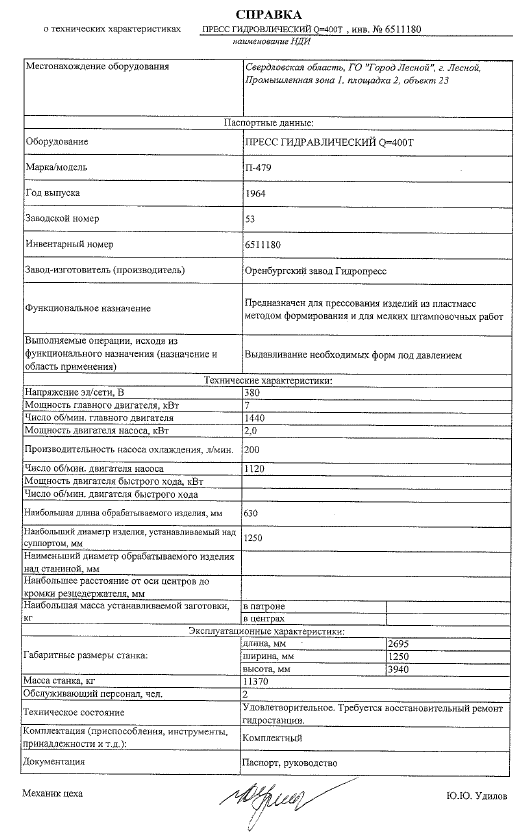 СПРАВКА
о технических характеристиках ПРЕСС ГИДРОВЛИЧЕСКИЙ Q=400Т , инв. № 6511180
наименование НДИ
Местонахождение оборудования
Свердловская область, ГО "Город Лесной", г. Лесной,
Промышленная зона 1, площадка 2, объект 23
Паспортные данные:
Оборудование ПРЕСС ГИДРАВЛИЧЕСКИЙ Q=400Т
Марка/модель П-479
Год выпуска 1964
Заводской номер 53
Инвентарный номер 6511180
Завод-изготовитель (производитель) Оренбургский завод Гидропресс
Функциональное назначение
Предназначен для прессования изделий из пластмасс
методом формирования и для мелких штамповочных работ
Выполняемые операции, исходя из
функционального назначения (назначение и
область применения)
Выдавливание необходимых форм под давлением
Технические характеристики:
Напряжение эл/сети, В 380
Мощность главного двигателя, кВт 7
Число об/мин. главного двигателя 1440
Мощность двигателя насоса, кВт 2,0
Производительность насоса охлаждения, л/мин. 200
Число об/мин. двигателя насоса 1120
Мощность двигателя быстрого хода, кВт
Число об/мин. двигателя быстрого хода
Наибольшая длина обрабатываемого изделия, мм 630
Наибольший диаметр изделия, устанавливаемый над
суппортом, мм
1250
Наименьший диаметр обрабатываемого изделия
над станиной, мм
Наибольшее расстояние от оси центров до
кромки резцедержателя, мм
Наибольшая масса устанавливаемой заготовки,
кг
в патроне
в центрах
Эксплуатационные характеристики:
Габаритные размеры станка:
длина, мм 2695
ширина, мм 1250
высота, мм 3940
Масса станка, кг 11370
Обслуживающий персонал, чел. 2
Техническое состояние
Удовлетворительное. Требуется восстановительный ремонт
гидростанции.
Комплектация (приспособления, инструменты,
принадлежности и т.д.):
Комплектный
Документация Паспорт, руководство
Механик цеха Ю.Ю. Удилов